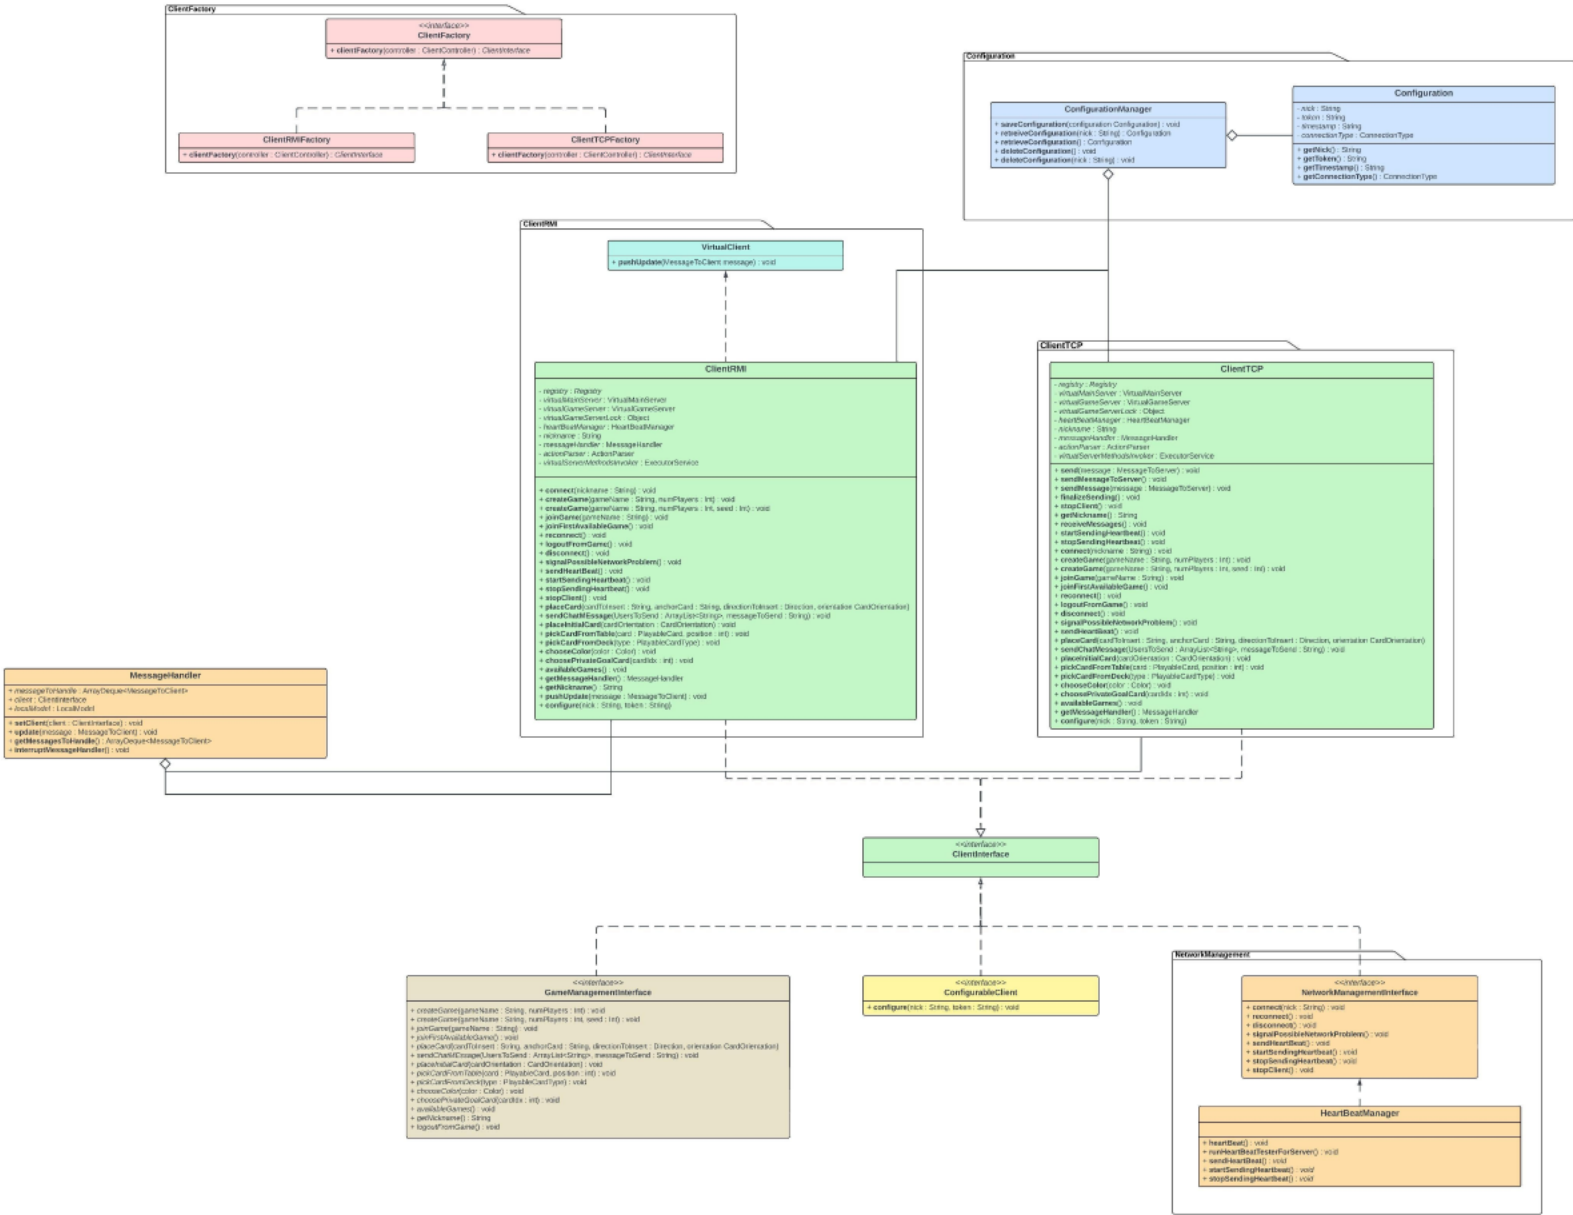 ClientFactory
<<interface>>
ClientFactory
+ clientFactory(controller : ClientController) : ClientInterface
ClientRMIFactory
+ clientFactory(controller : ClientController) : ClientInterface
ClientTCPFactory
+ clientFactory(controller : ClientController) : ClientInterface
Configuration
ConfigurationManager
+ saveConfiguration(configuration Configuration) : void
+ retreiveConfiguration(nick : String) : Configuration
+ retrieveConfiguration() : Configuration
+ deleteConfiguration() : void
+ deleteConfiguration(nick : String) : void
Configuration
- nick : String
- token : String
- timestamp : String
- connectionType : ConnectionType
+ getNick() : String
+ getToken() : String
+ getTimestamp() : String
+ getConnectionType() : ConnectionType
ClientRMI
VirtualClient
+ pushUpdate(MessageToClient message) : void
ClientRMI
- registry : Registry
- virtualMainServer : VirtualMainServer
- virtualGameServer : VirtualGameServer
- virtualGameServerLock : Object
- heartBeatManager : HeartBeatManager
- nickname : String
- messageHandler : MessageHandler
- actionParser : ActionParser
- virtualServerMethodsInvoker : ExecutorService
+ connect(nickname : String) : void
+ createGame(gameName : String, numPlayers : Int) : void
+ createGame(gameName : String, numPlayers : Int, seed : Int) : void
+ joinGame(gameName : String) : void
+ joinFirstAvailableGame() : void
+ reconnect() : void
+ logoutFromGame() : void
+ disconnect() : void
+ signalPossibleNetworkProblem() : void
+ sendHeartBeat() : void
+ startSendingHeartbeat() : void
+ stopSendingHeartbeat() : void
+ stopClient() : void
+ placeCard(cardToInsert : String, anchorCard : String, directionToInsert : Direction, orientation CardOrientation)
+ sendChatMEssage(UsersToSend : ArrayList<String>, messageToSend : String) : void
+ placeInitialCard(cardOrientation : CardOrientation) : void
+ pickCardFromTable(card : PlayableCard, position : int) : void
+ pickCardFromDeck(type : PlayableCardType) : void
+ chooseColor(color : Color) : void
+ choosePrivateGoalCard(cardIdx : int) : void
+ availableGames() : void
+ getMessageHandler() : MessageHandler
+ getNickname() : String
+ pushUpdate(message : MessageToClient) : void
+ configure(nick : String, token : String)
ClientTCP
ClientTCP
- registry : Registry
- virtualMainServer : VirtualMainServer
- virtualGameServer : VirtualGameServer
- virtualGameServerLock : Object
- heartBeatManager : HeartBeatManager
- nickname : String
- messageHandler : MessageHandler
- actionParser : ActionParser
- virtualServerMethodsInvoker : ExecutorService
+ send(message : MessageToServer) : void
+ sendMessageToServer() : void
+ sendMessage(message : MessageToServer) : void
+ finalizeSending() : void
+ stopClient() : void
+ getNickname() : String
+ receiveMessages() : void
+ startSendingHeartbeat() : void
+ stopSendingHeartbeat() : void
+ connect(nickname : String) : void
+ createGame(gameName : String, numPlayers : Int) : void
+ createGame(gameName : String, numPlayers : Int, seed : Int) : void
+ joinGame(gameName : String) : void
+ joinFirstAvailableGame() : void
+ reconnect() : void
+ logoutFromGame() : void
+ disconnect() : void
+ signalPossibleNetworkProblem() : void
+ sendHeartBeat() : void
+ placeCard(cardToInsert : String, anchorCard : String, directionToInsert : Direction, orientation CardOrientation)
+ sendChatMessage(UsersToSend : ArrayList<String>, messageToSend : String) : void
+ placeInitialCard(cardOrientation : CardOrientation) : void
+ pickCardFromTable(card : PlayableCard, position : int) : void
+ pickCardFromDeck(type : PlayableCardType) : void
+ chooseColor(color : Color) : void
+ choosePrivateGoalCard(cardIdx : int) : void
+ availableGames() : void
+ getMessageHandler() : MessageHandler
+ configure(nick : String, token : String)
MessageHandler
+ messageToHandle : ArrayDeque<MessageToClient>
+ client : ClientInterface
+ localModel : LocalModel
+ setClient(client : ClientInterface) : void
+ update(message : MessageToClient) : void
+ getMessagesToHandle() : ArrayDeque<MessageToClient>
+ interruptMessageHandler() : void
<<interface>>
ClientInterface
<<interface>>
GameManagementInterface
+ createGame(gameName : String, numPlayers : Int) : void
+ createGame(gameName : String, numPlayers : Int, seed : Int) : void
+ joinGame(gameName : String) : void
+ joinFirstAvailableGame() : void
+ placeCard(cardToInsert : String, anchorCard : String, directionToInsert : Direction, orientation CardOrientation)
+ sendChatMEssage(UsersToSend : ArrayList<String>, messageToSend : String) : void
+ placeInitialCard(cardOrientation : CardOrientation) : void
+ pickCardFromTable(card : PlayableCard, position : int) : void
+ pickCardFromDeck(type : PlayableCardType) : void
+ chooseColor(color : Color) : void
+ choosePrivateGoalCard(cardIdx : int) : void
+ availableGames() : void
+ getNickname() : String
+ logoutFromGame() : void
<<interface>>
ConfigurableClient
+ configure(nick : String, token : String) : void
NetworkManagement
<<interface>>
NetworkManagementInterface
+ connect(nick : String) : void
+ reconnect() : void
+ disconnect() : void
+ signalPossibleNetworkProblem() : void
+ sendHeartBeat() : void
+ startSendingHeartbeat() : void
+ stopSendingHeartbeat() : void
+ stopClient() : void
HeartBeatManager
+ heartBeat() : void
+ runHeartBeatTesterForServer() : void
+ sendHeartBeat() : void
+ startSendingHeartbeat() : void
+ stopSendingHeartbeat() : void